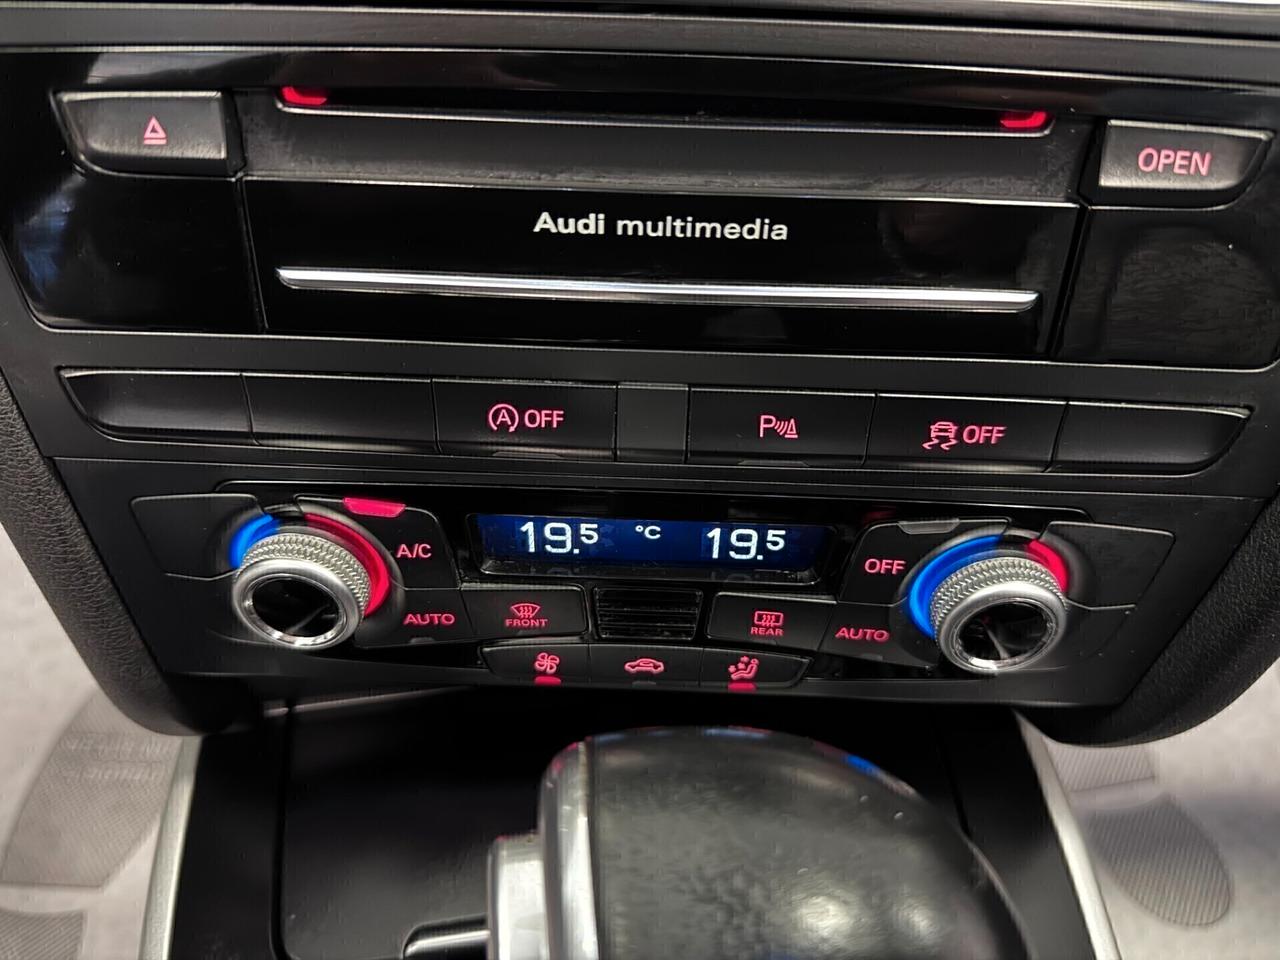 OPEN
Audi multimedia
A OFF
P
OFF
19.5 °C 19.5
A/C
OFF
AUTO
FRONT
REAR
AUTO